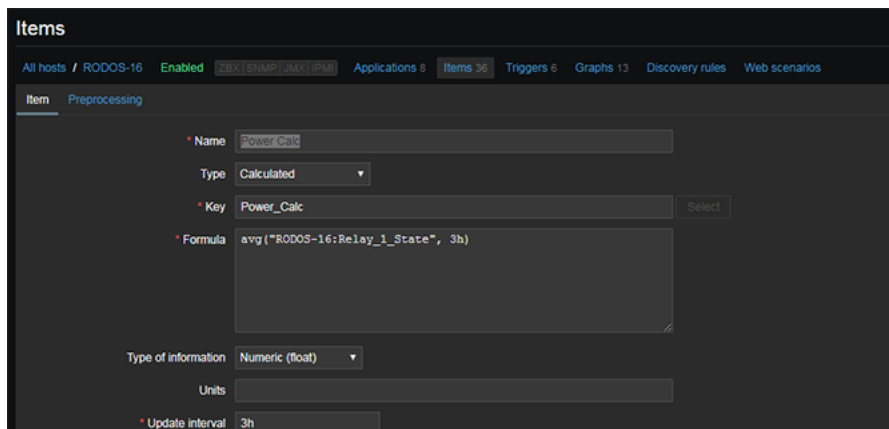 Items
All hosts / RODOS-16 Enabled ZBX SNMP JMX IPMI Applications 8 Items 36 Triggers 6 Graphs 13 Discovery rules Web scenarios
Item Preprocessing
* Name Power Calc
Type Calculated ▼
* Key Power_Calc Select
* Formula avg("RODOS-16:Relay_1_State", 3h)
Type of information Numeric (float) ▼
Units
* Update interval 3h